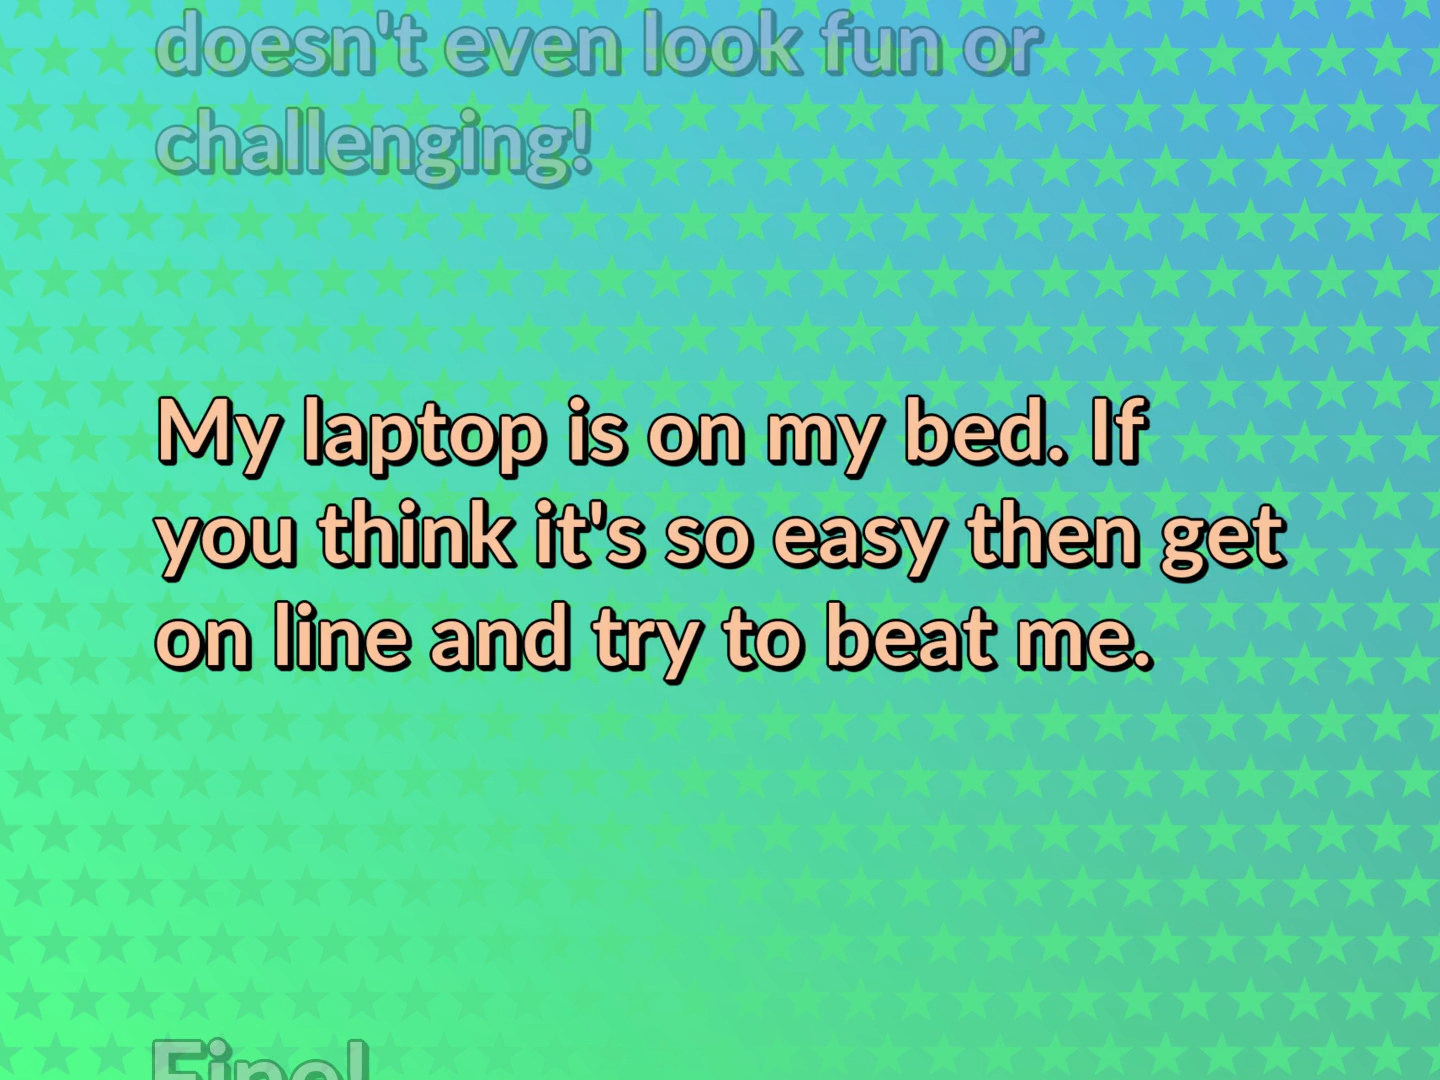 doesn't even look fun or
challenging!
My laptop is on my bed. If
you think it's so easy then get
on line and try to beat me.
Fine!